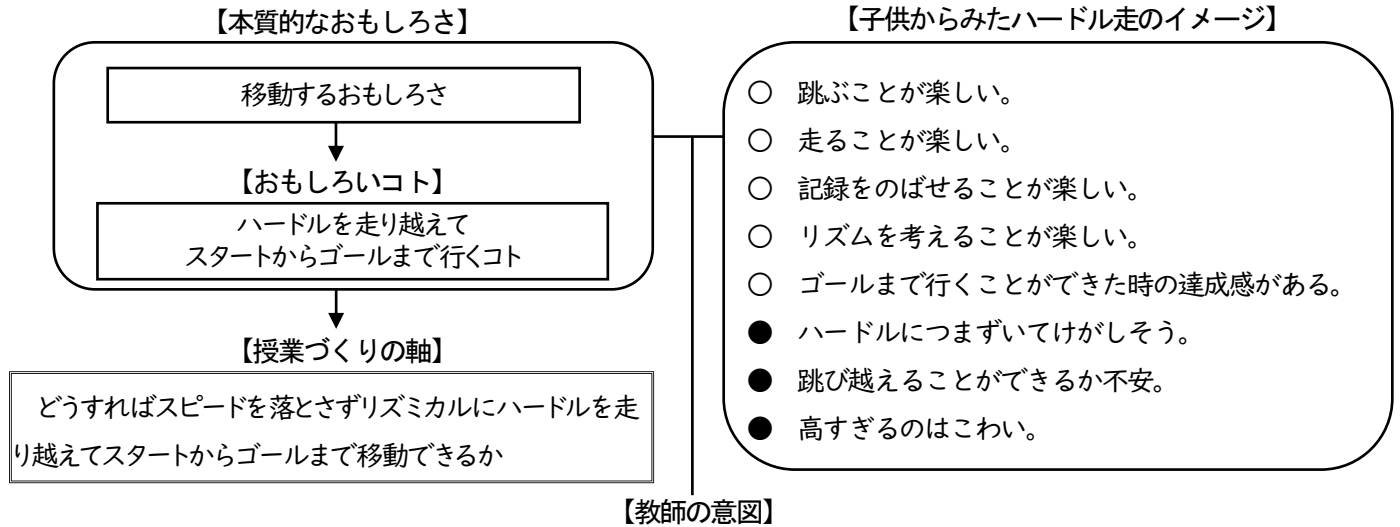 【本質的なおもしろさ】
移動するおもしろさ
【おもしろいコト】
ハードルを走り越えて
スタートからゴールまで行くコト
【授業づくりの軸】
どうすればスピードを落とさずリズミカルにハードルを走
り越えてスタートからゴールまで移動できるか
【子供からみたハードル走のイメージ】
○ 跳ぶことが楽しい。
○ 走ることが楽しい。
○ 記録をのばせることが楽しい。
○ リズムを考えることが楽しい。
○ ゴールまで行くことができた時の達成感がある。
● ハードルにつまずいてけがしそう。
● 跳び越えることができるか不安。
● 高すぎるのはこわい。
【教師の意図】